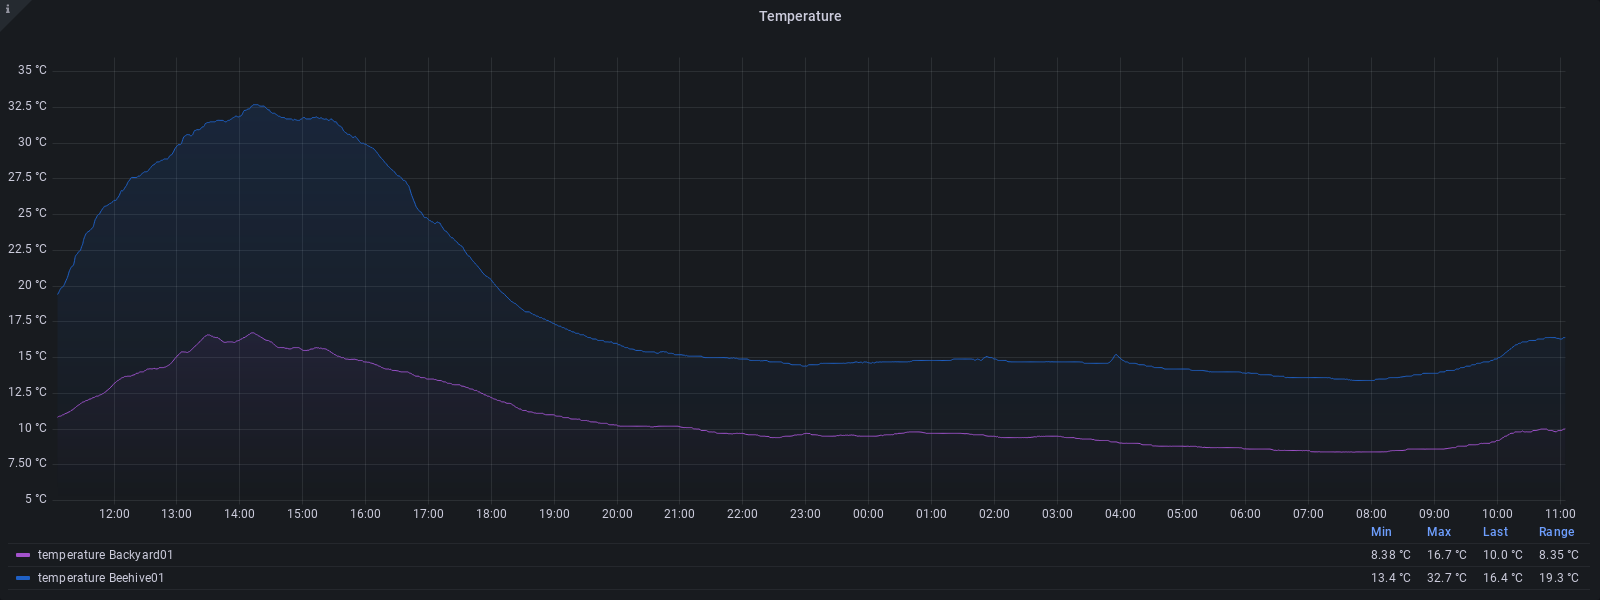 i
Temperature
35 °C
32.5 °C
30 °C
27.5 °C
25 °C
22.5 °C
20 °C
17.5 °C
15 °C
12.5 °C
10 °C
7.50 °C
5 °C
12:00 13:00 14:00 15:00 16:00 17:00 18:00 19:00 20:00 21:00 22:00 23:00 00:00 01:00 02:00 03:00 04:00 05:00 06:00 07:00 08:00 09:00 10:00 11:00
Min Max Last Range
temperature Backyard01 8.38 °C 16.7 °C 10.0 °C 8.35 °C
temperature Beehive01 13.4 °C 32.7 °C 16.4 °C 19.3 °C